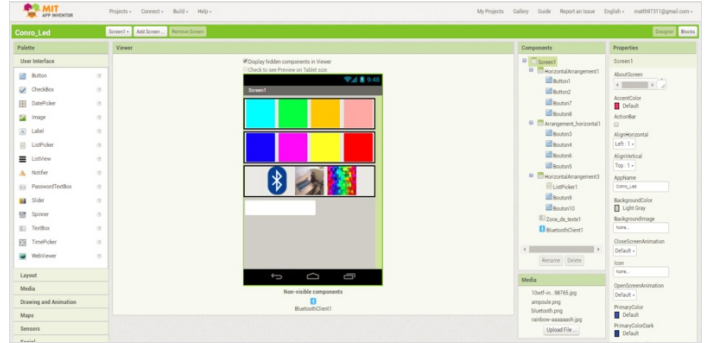 MIT
APP INVENTOR
Projects Connect Build Help
My Projects Gallery Guide Report an Issue English
Conro_Led
Screen1 Add Screen ... Remove Screen
Designer Blocks
Palette
User Interface
Button
CheckBox
DatePicker
Image
Label
ListPicker
ListView
Notifier
PasswordTextBox
Slider
Spinner
TextBox
TimePicker
WebViewer
Layout
Media
Drawing and Animation
Maps
Sensors
Social
Viewer
Display hidden components in Viewer
Check to see Preview on Tablet size.
9:48
Screen1
Non-visible components
BluetoothClient1
Components
Screen1
HorizontalArrangement1
Button1
Button2
Bouton7
Bouton8
Arrangement_horizontal1
Bouton3
Bouton4
Bouton6
Bouton5
HorizontalArrangement3
ListPicker1
Bouton9
Bouton10
Zone_de_texte1
BluetoothClient1
Rename Delete
Media
ampoule.png
bluetooth.png
Upload File ...
Properties
Screen1
AboutScreen
AccentColor
Default
ActionBar
AlignHorizontal
Left : 1
AlignVertical
Top : 1
AppName
Conro_Led
BackgroundColor
Light Gray
BackgroundImage
None...
CloseScreenAnimation
Default
Icon
None...
OpenScreenAnimation
Default
PrimaryColor
Default
PrimaryColorDark
Default